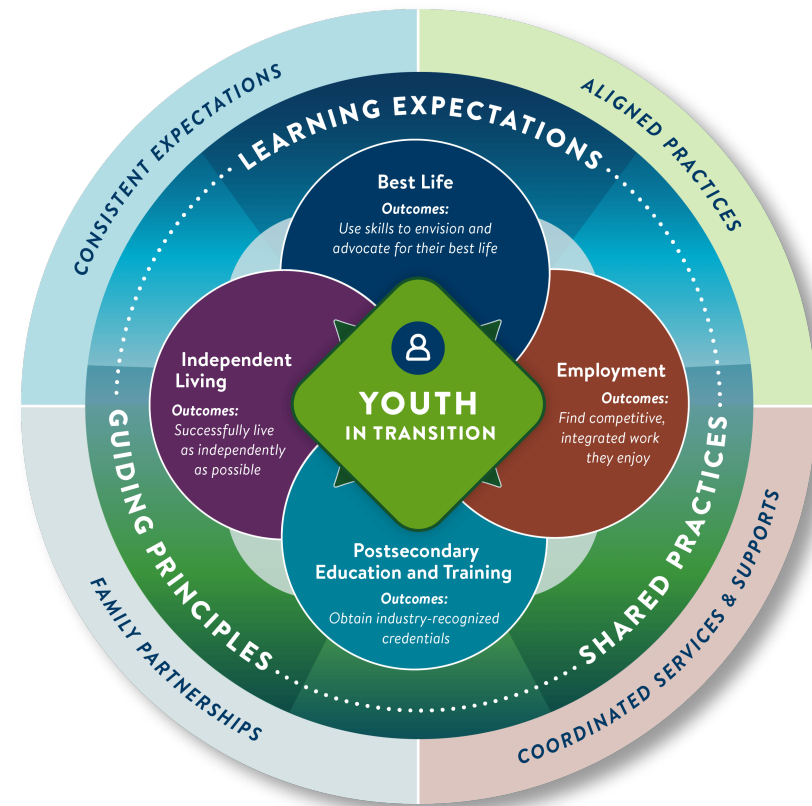 CONSISTENT EXPECTATIONS
ALIGNED PRACTICES
LEARNING EXPECTATIONS
Best Life
Outcomes:
Use skills to envision and
advocate for their best life
Independent
Living
Outcomes:
Successfully live
as independently
as possible
YOUTH
IN TRANSITION
Employment
Outcomes:
Find competitive,
integrated work
they enjoy
Postsecondary
Education and Training
Outcomes:
Obtain industry-recognized
credentials
GUIDING PRINCIPLES
SHARED PRACTICES
FAMILY PARTNERSHIPS
COORDINATED SERVICES & SUPPORTS